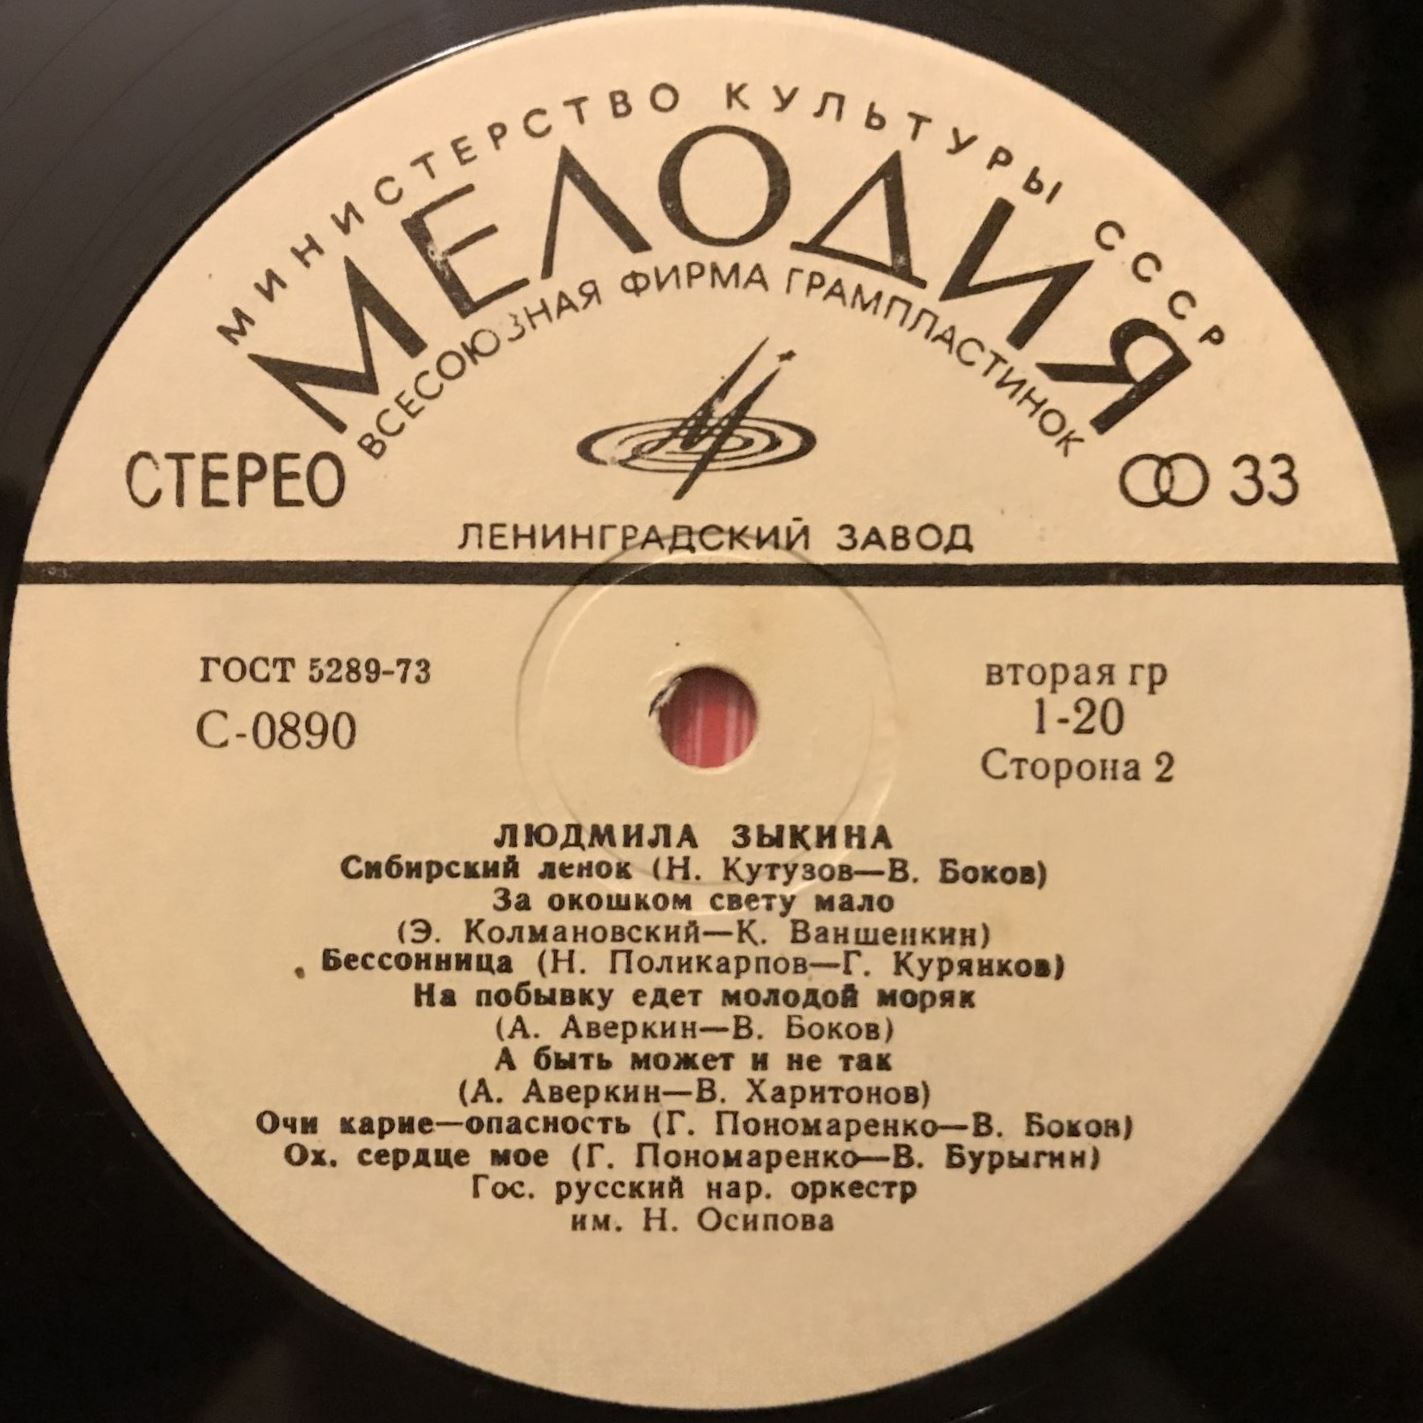 МИНИСТЕРСТВО КУЛЬТУРЫ СССР
МЕЛОДИЯ
ВСЕСОЮЗНАЯ ФИРМА ГРАМПЛАСТИНОК
СТЕРЕО
33
ЛЕНИНГРАДСКИЙ ЗАВОД
ГОСТ 5289-73
С-0890
вторая гр
1-20
Сторона 2
ЛЮДМИЛА ЗЫКИНА
Сибирский ленок (Н. Кутузов—В. Боков)
За окошком свету мало
(Э. Колмановский—К. Ваншенкин)
Бессонница (Н. Поликарпов—Г. Курянков)
На побывку едет молодой моряк
(А. Аверкин—В. Боков)
А быть может и не так
(А. Аверкин—В. Харитонов)
Очи карие—опасность (Г. Пономаренко—В. Боков)
Ох. сердце мое (Г. Пономаренко—В. Бурыгин)
Гос. русский нар. оркестр
им. Н. Осипова